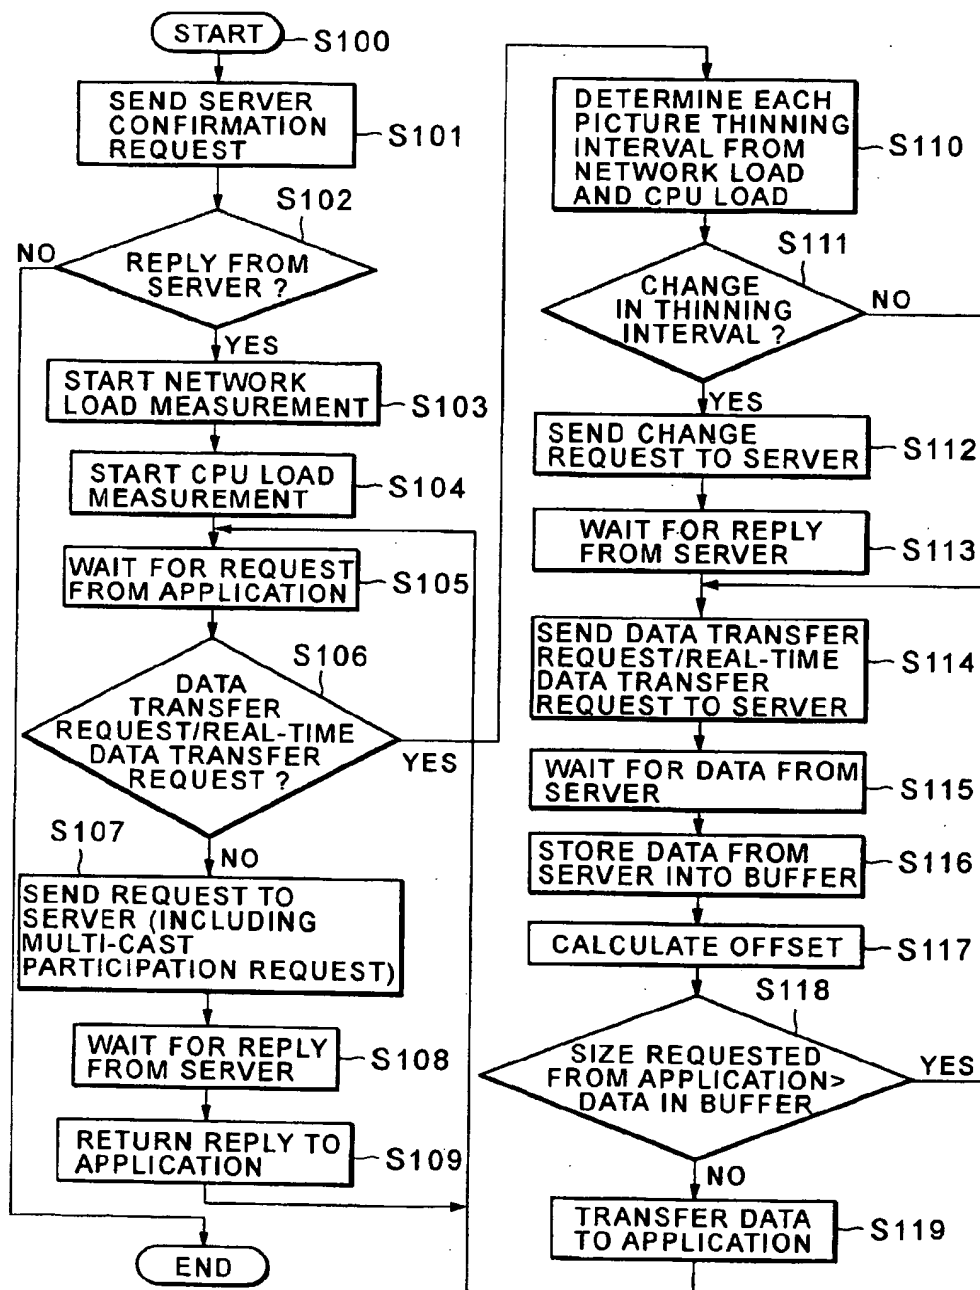 START
S100
SEND SERVER
CONFIRMATION
REQUEST
S101
S102
NO
REPLY FROM
SERVER ?
YES
START NETWORK
LOAD MEASUREMENT
S103
START CPU LOAD
MEASUREMENT
S104
WAIT FOR REQUEST
FROM APPLICATION
S105
S106
DATA
TRANSFER
REQUEST/REAL-TIME
DATA TRANSFER
REQUEST ?
YES
S107
NO
SEND REQUEST TO
SERVER (INCLUDING
MULTI-CAST
PARTICIPATION REQUEST)
WAIT FOR REPLY
FROM SERVER
S108
RETURN REPLY TO
APPLICATION
S109
END
DETERMINE EACH
PICTURE THINNING
INTERVAL FROM
NETWORK LOAD
AND CPU LOAD
S110
S111
CHANGE
IN THINNING
INTERVAL ?
NO
YES
SEND CHANGE
REQUEST TO SERVER
S112
WAIT FOR REPLY
FROM SERVER
S113
SEND DATA TRANSFER
REQUEST/REAL-TIME
DATA TRANSFER
REQUEST TO SERVER
S114
WAIT FOR DATA FROM
SERVER
S115
STORE DATA FROM
SERVER INTO BUFFER
S116
CALCULATE OFFSET
S117
S118
SIZE REQUESTED
FROM APPLICATION>
DATA IN BUFFER
YES
NO
TRANSFER DATA
TO APPLICATION
S119